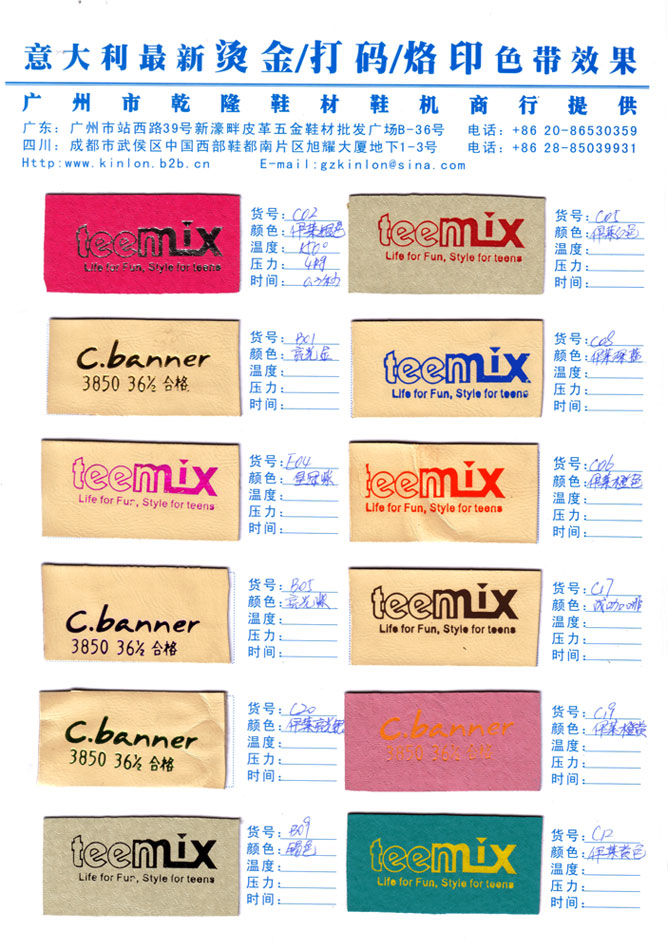 意大利最新烫金/打码/烙印色带效果
广州市乾隆鞋材鞋机商行提供
广东：广州市站西路39号新濠畔皮革五金鞋材批发广场B-36号 电话：+86 20-86530359
四川：成都市武侯区中国西部鞋都南片区旭耀大厦地下1-3号 电话：+86 28-85039931
Http:www.kinlon.b2b.cn E-mail:gzkinlon@sina.com
teemix
Life for Fun, Style for teens
货号：C02
颜色：
温度：150°
压力：4kg
时间：
teemix
Life for Fun, Style for teens
货号：C05
颜色：
温度：
压力：
时间：
C.banner
3850 36½ 合格
货号：B01
颜色：亮光金
温度：
压力：
时间：
teemix
Life for Fun, Style for teens
货号：C08
颜色：
温度：
压力：
时间：
teemix
Life for Fun, Style for teens
货号：E04
颜色：
温度：
压力：
时间：
teemix
Life for Fun, Style for teens
货号：C06
颜色：
温度：
压力：
时间：
C.banner
3850 36½ 合格
货号：B05
颜色：
温度：
压力：
时间：
teemix
Life for Fun, Style for teens
货号：C17
颜色：
温度：
压力：
时间：
C.banner
3850 36½ 合格
货号：C20
颜色：
温度：
压力：
时间：
C.banner
3850 36½ 合格
货号：C19
颜色：
温度：
压力：
时间：
teemix
Life for Fun, Style for teens
货号：B09
颜色：
温度：
压力：
时间：
teemix
Life for Fun, Style for teens
货号：C12
颜色：
温度：
压力：
时间：